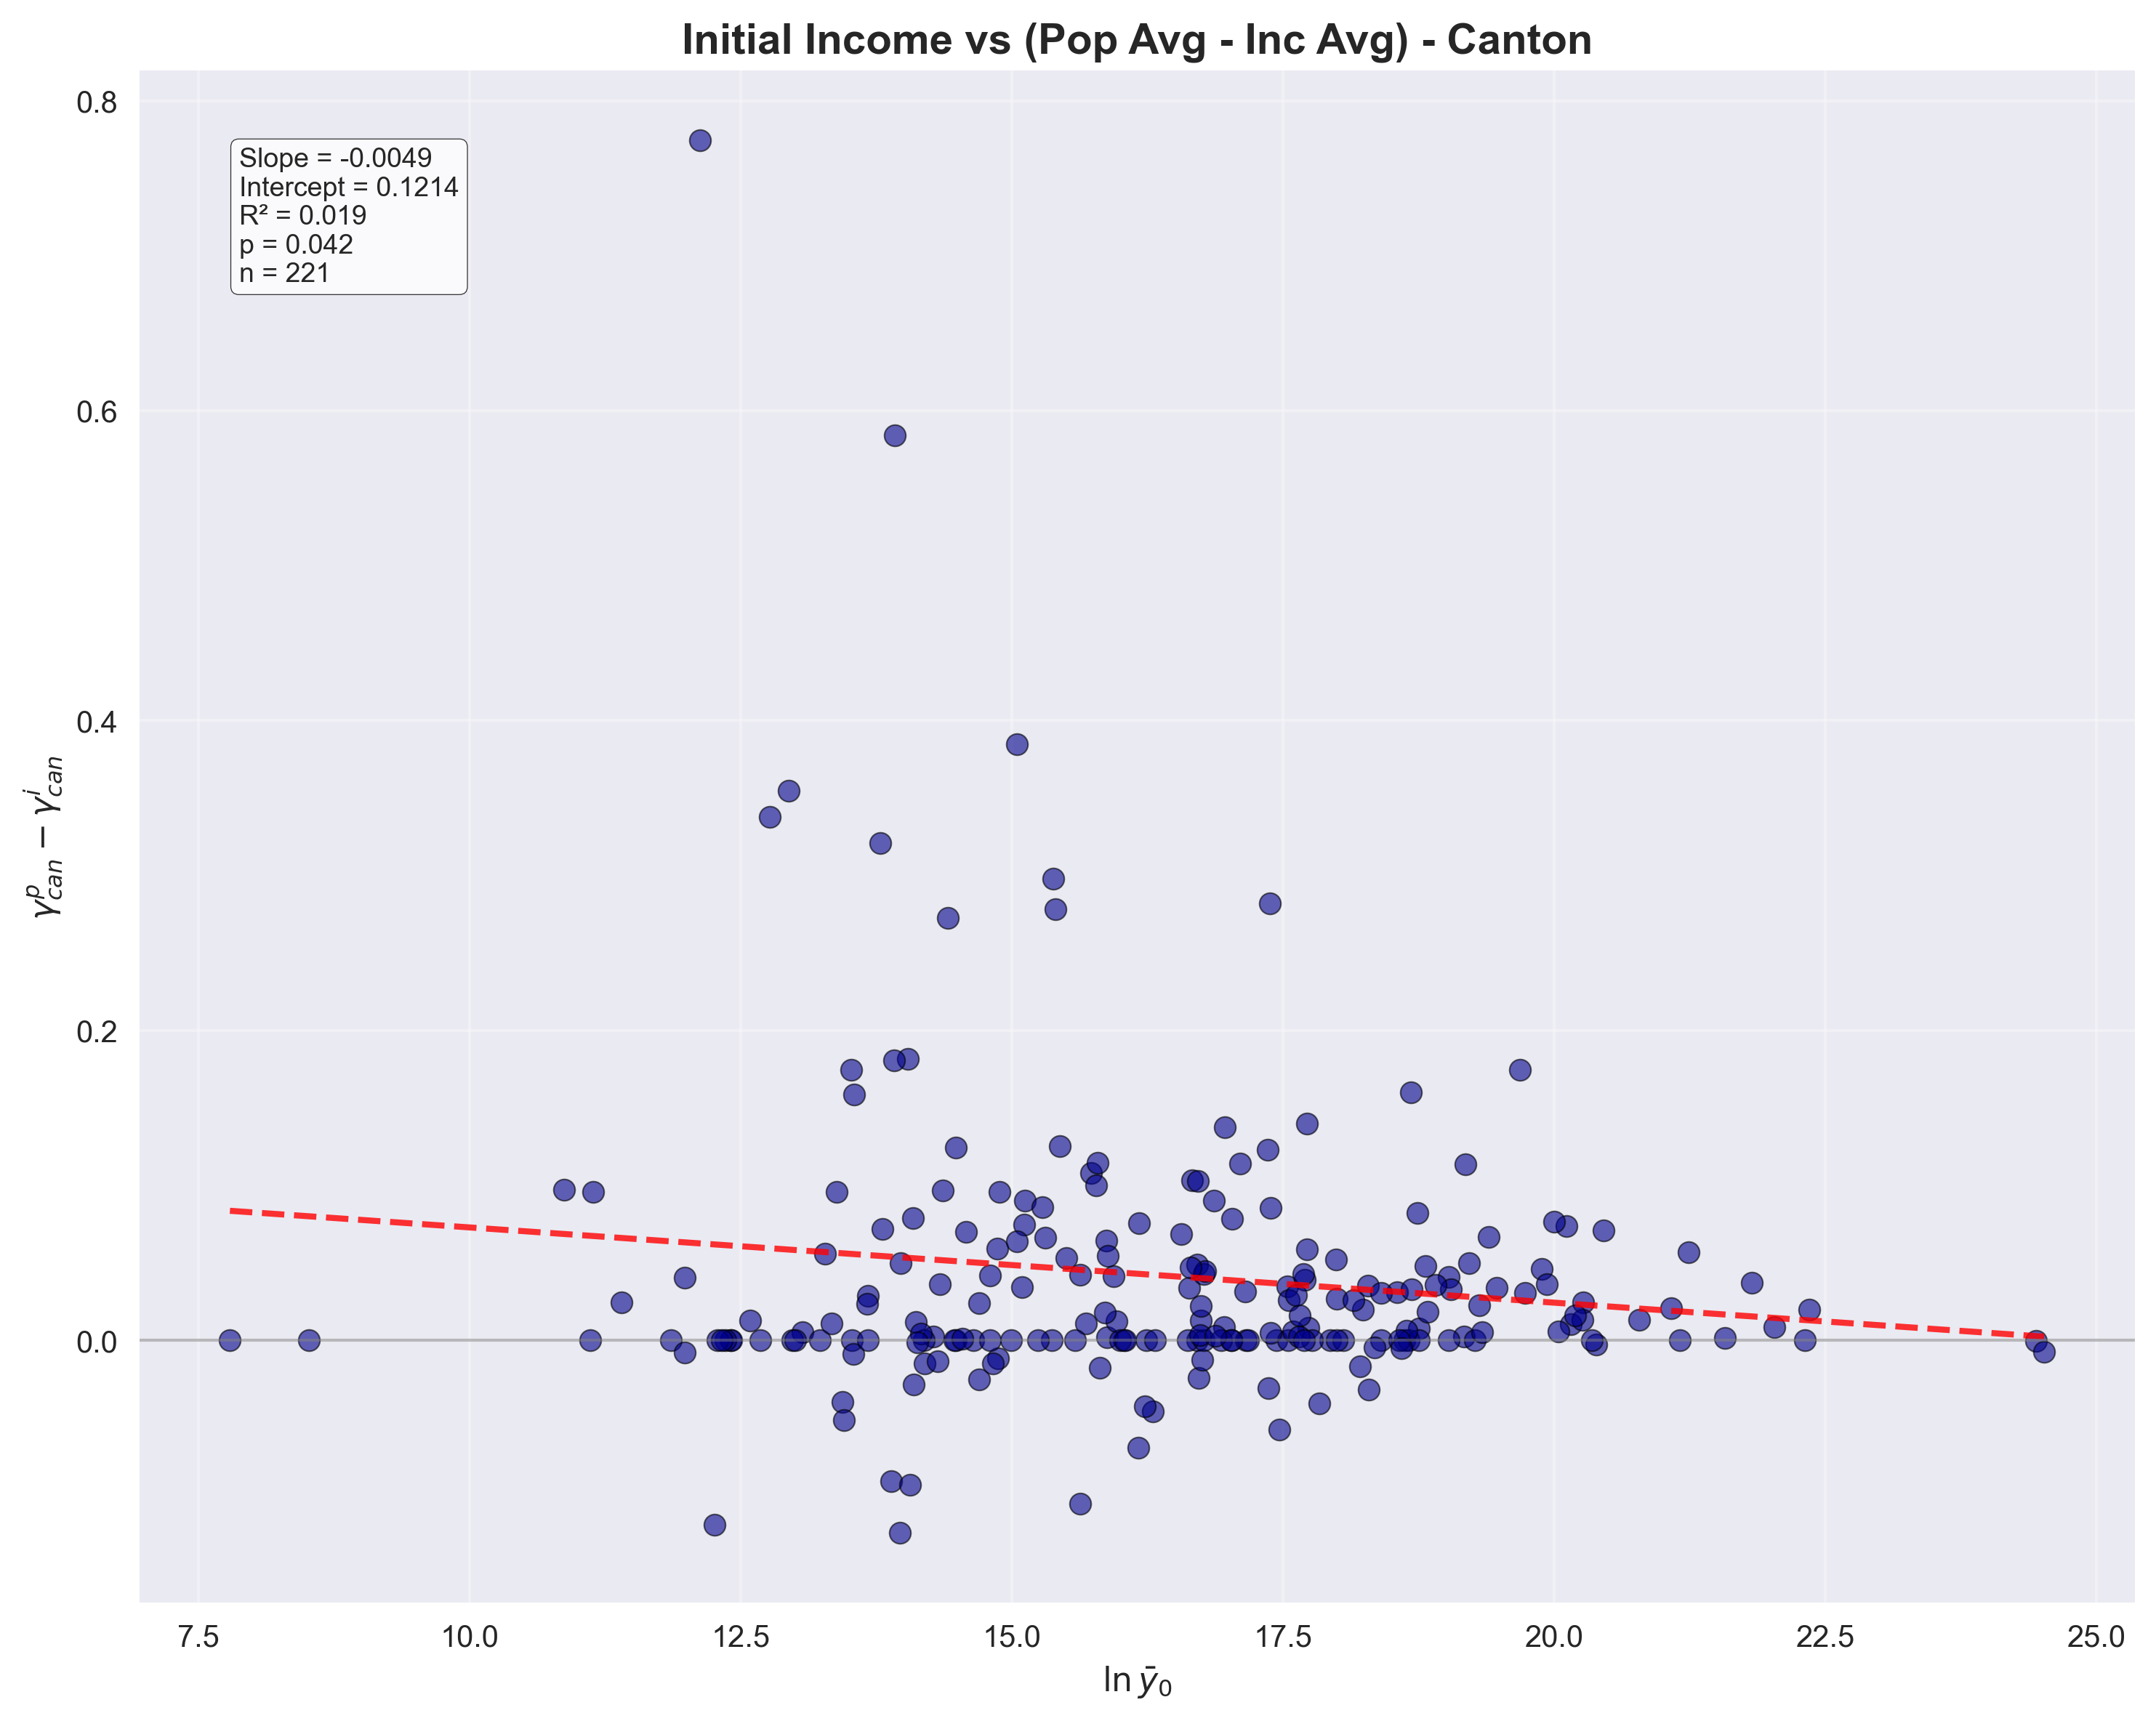 Initial Income vs (Pop Avg - Inc Avg) - Canton
0.8
Slope = -0.0049
Intercept = 0.1214
R² = 0.019
p = 0.042
n = 221
0.6
0.4
0.2
0.0
γ^p_can − γ^i_can
7.5 10.0 12.5 15.0 17.5 20.0 22.5 25.0
ln ȳ₀